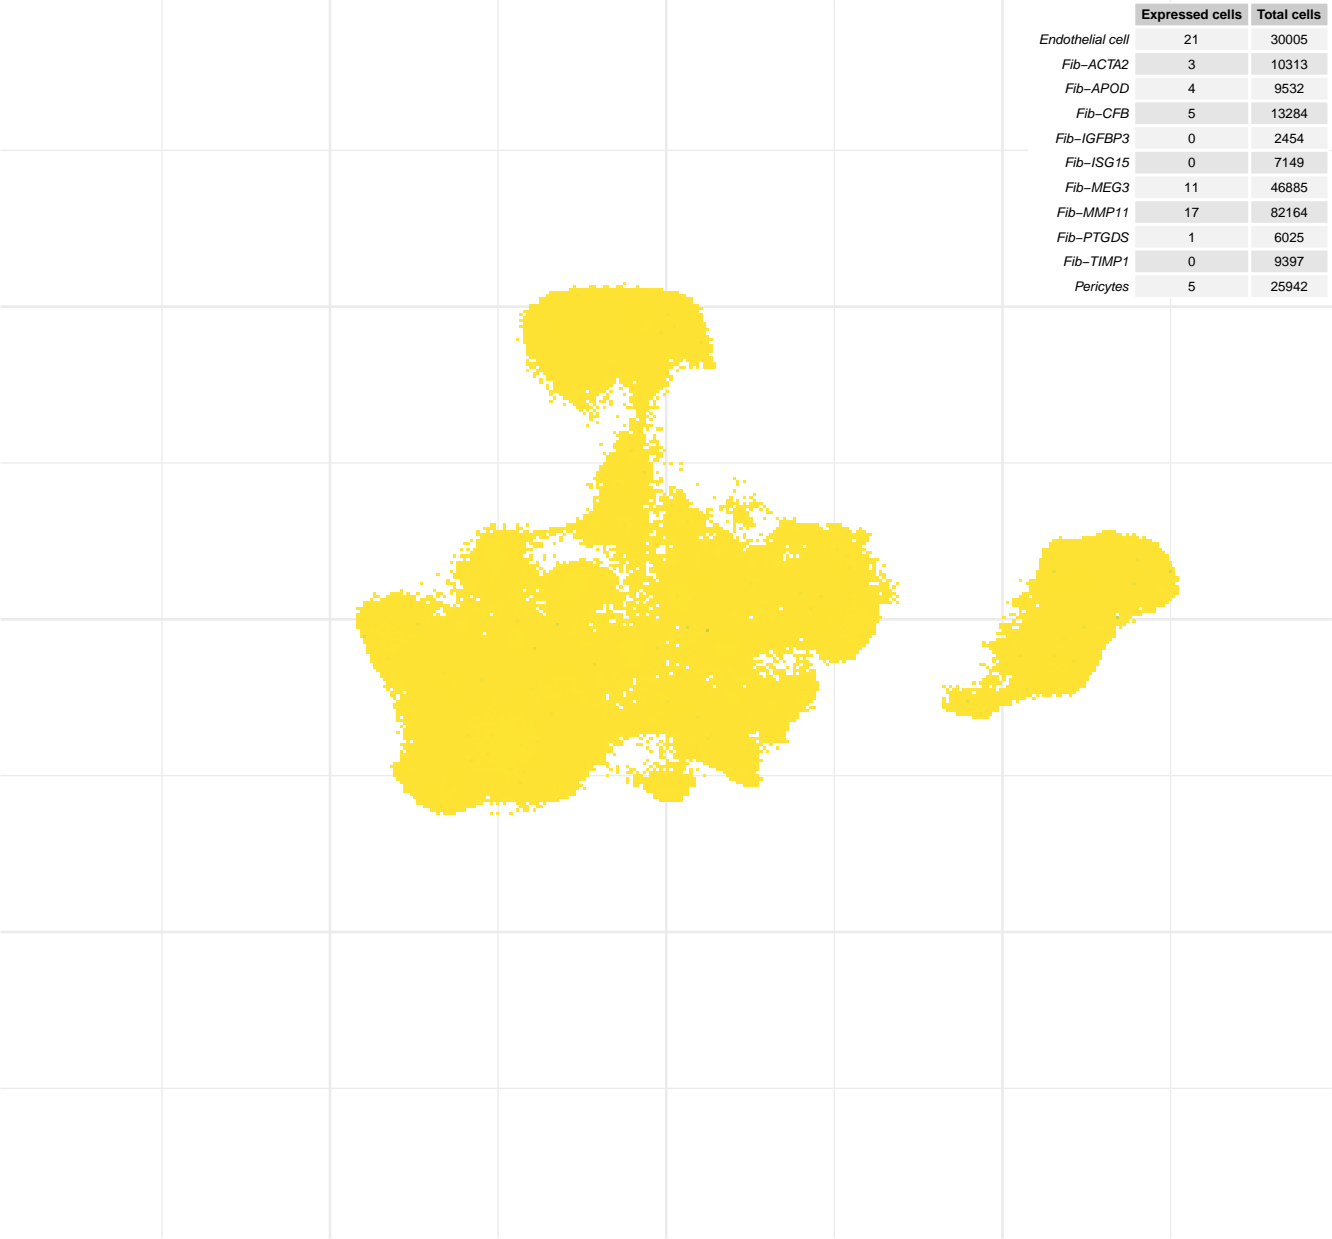 Expressed cells Total cells
Endothelial cell 21 30005
Fib−ACTA2 3 10313
Fib−APOD 4 9532
Fib−CFB 5 13284
Fib−IGFBP3 0 2454
Fib−ISG15 0 7149
Fib−MEG3 11 46885
Fib−MMP11 17 82164
Fib−PTGDS 1 6025
Fib−TIMP1 0 9397
Pericytes 5 25942